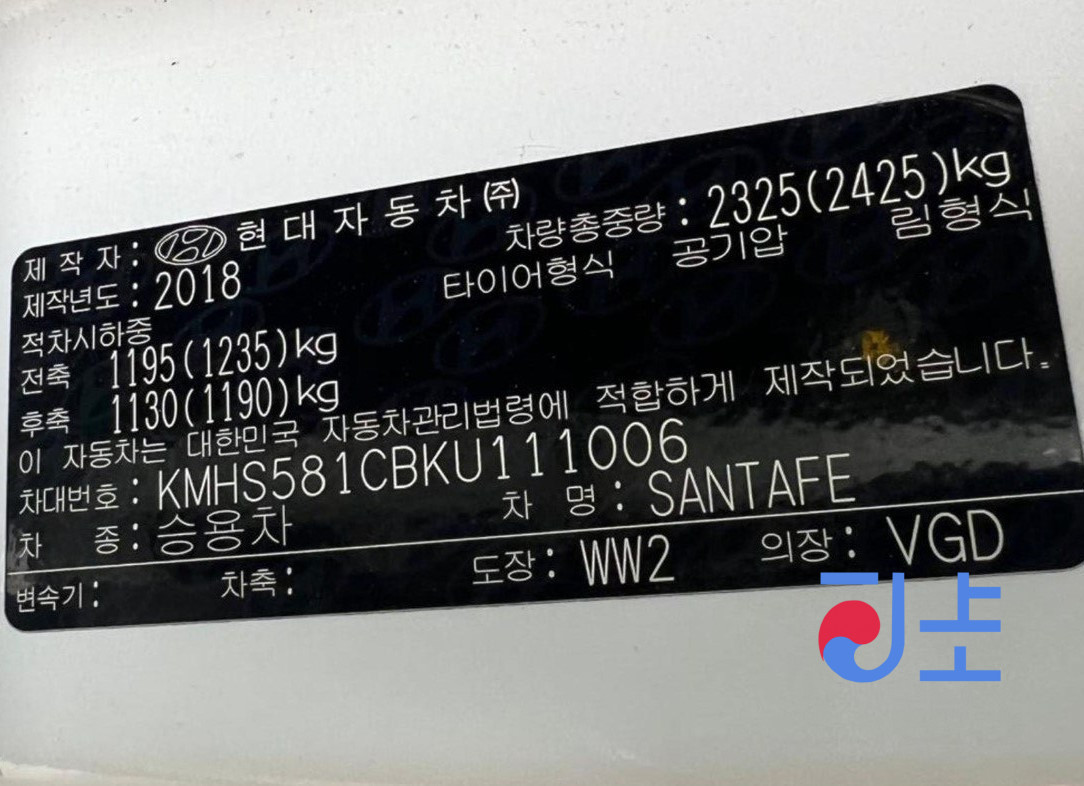 제 작 자 : HYUNDAI 현 대 자 동 차 ㈜
차량총중량 : 2325(2425)kg
제작년도 : 2018
타이어형식 공기압 림형식
적차시하중
전축 1195(1235)kg
후축 1130(1190)kg
이 자동차는 대한민국 자동차관리법령에 적합하게 제작되었습니다.
차대번호 : KMHS581CBKU111006
차 종 : 승용차 차 명 : SANTAFE
변속기 : 차축 : 도장 : WW2 의장 : VGD